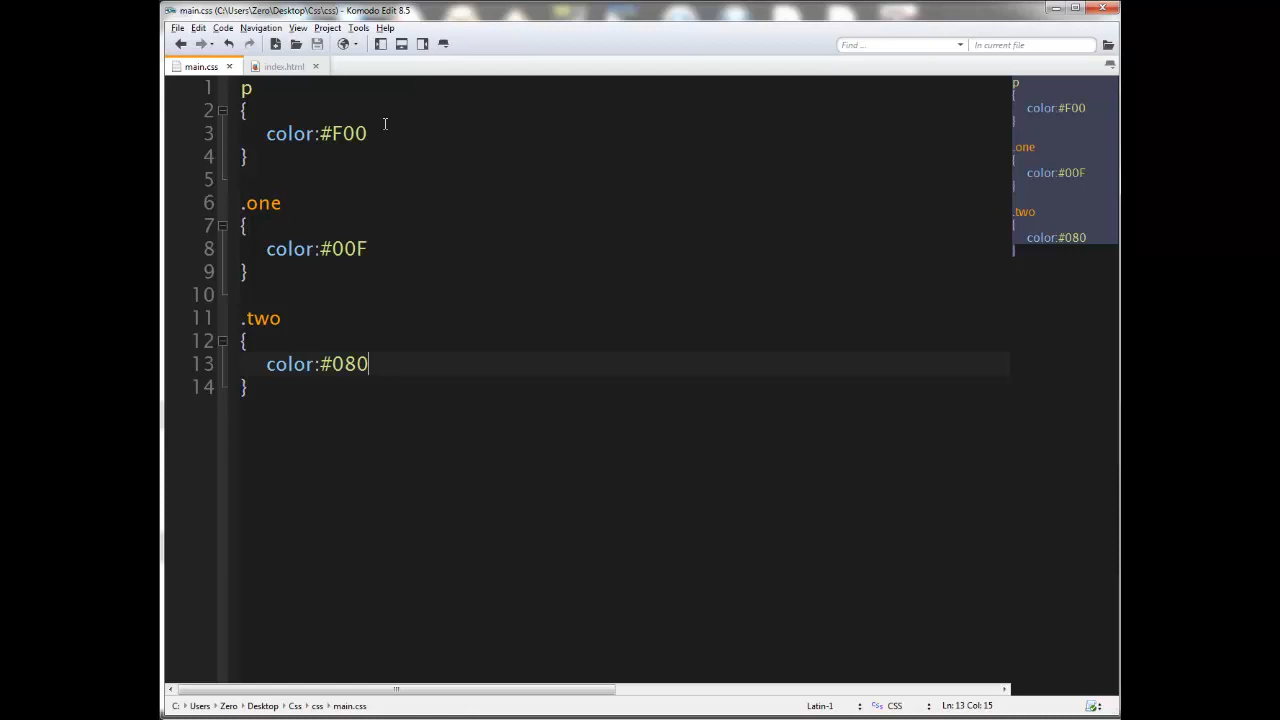 main.css (C:\Users\Zero\Desktop\Css\css) - Komodo Edit 8.5
File Edit Code Navigation View Project Tools Help
Find ... In current file
main.css index.html
1 p
2 {
3 color:#F00
4 }
5
6 .one
7 {
8 color:#00F
9 }
10
11 .two
12 {
13 color:#080
14 }
p
{
color:#F00
}
.one
{
color:#00F
}
.two
{
color:#080
}
C: Users Zero Desktop Css css main.css Latin-1 CSS Ln: 13 Col: 15